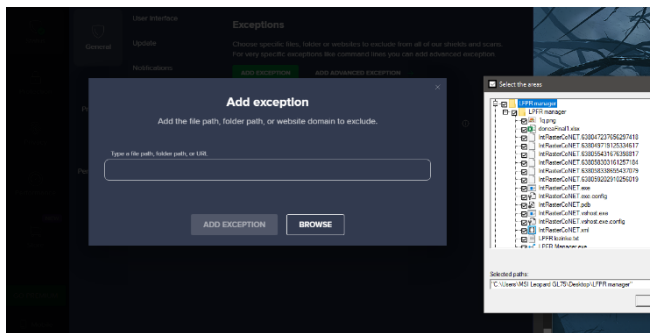 User Interface
Exceptions
General
Update
Choose specific files, folder or websites to exclude from all of our shields and scans.
For very specific exceptions like command lines you can add advanced exception.
Notifications
ADD EXCEPTION
ADD ADVANCED EXCEPTION
Add exception
Add the file path, folder path, or website domain to exclude.
Type a file path, folder path, or URL
ADD EXCEPTION
BROWSE
Select the areas
LPFR manager
LPFR manager
1q.png
IntRasterCoNET.exe
IntRasterCoNET.exe.config
IntRasterCoNET.pdb
IntRasterCoNET.vshost.exe
IntRasterCoNET.vshost.exe.config
IntRasterCoNET.xml
LPFR Manager.exe
Selected paths:
"C:\Users\MSI Leopard GL75\Desktop\LPFR manager"